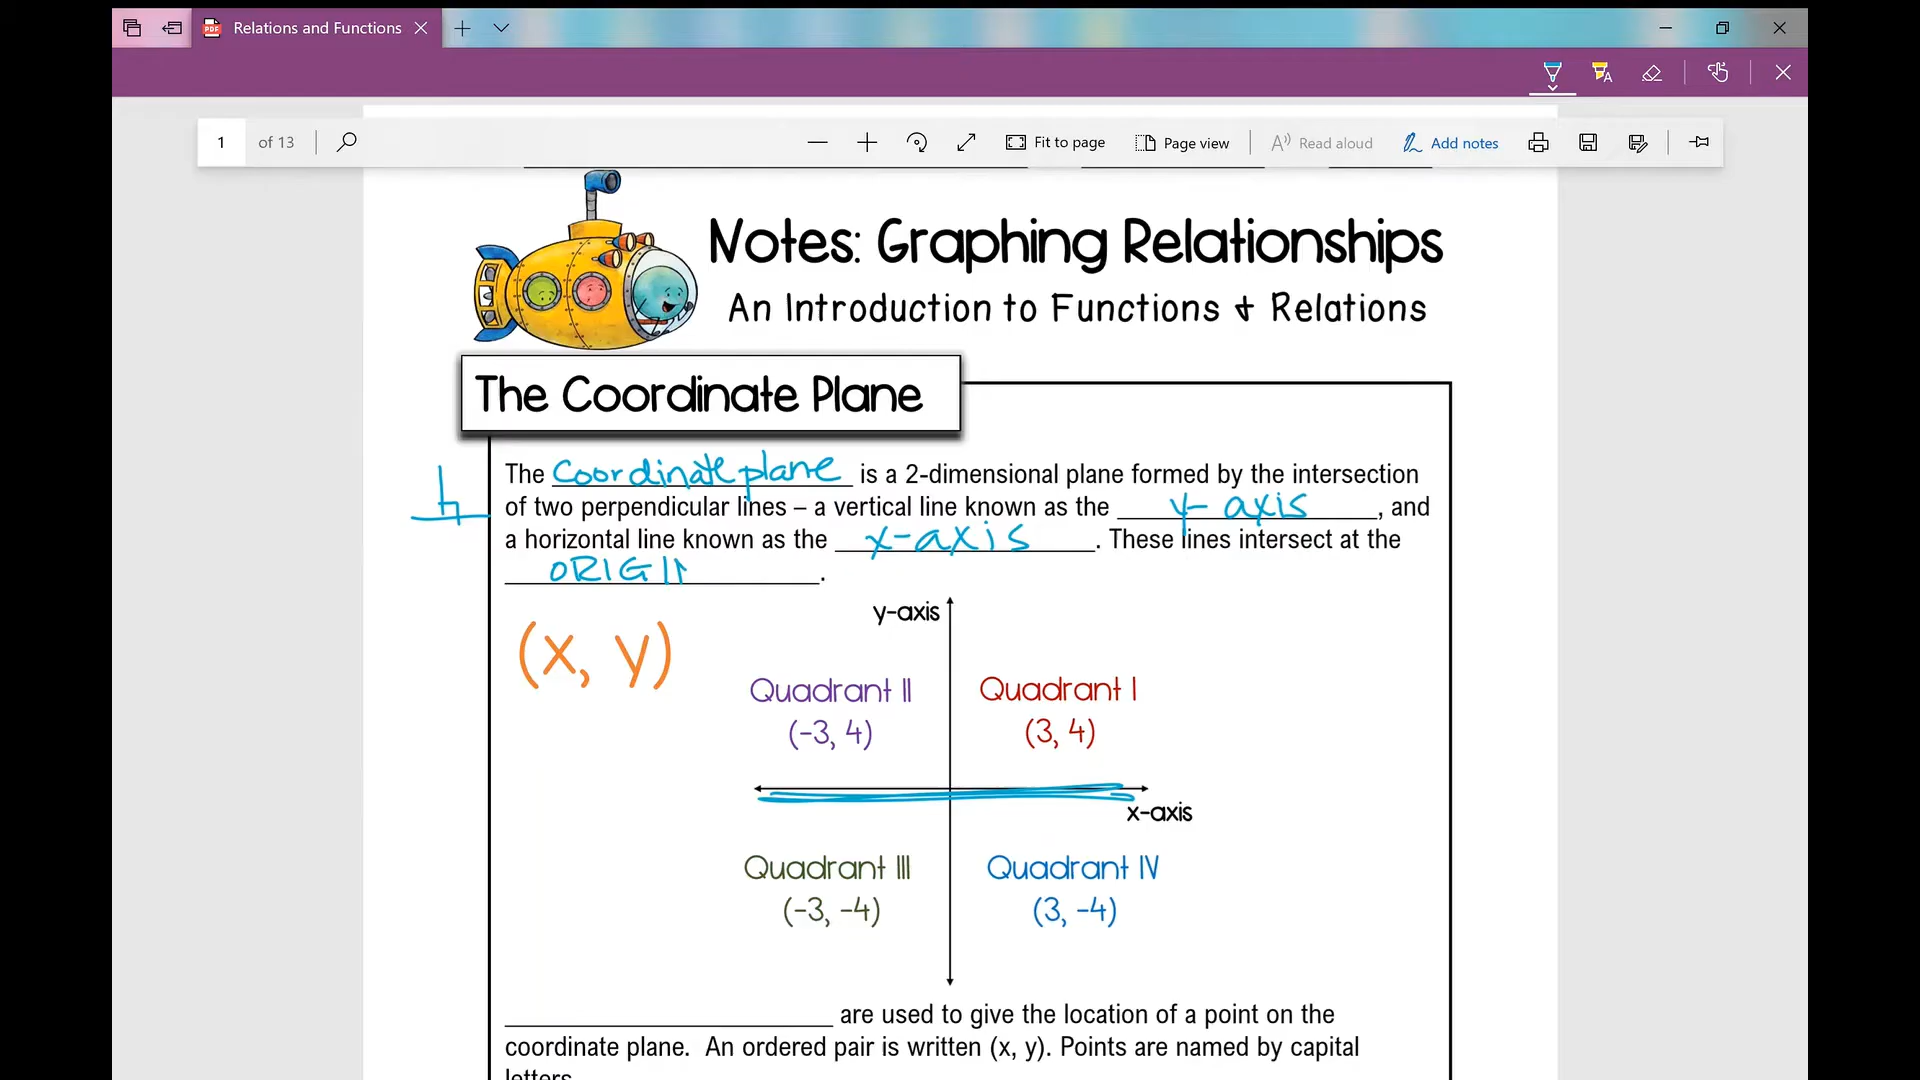 Relations and Functions
1 of 13
Fit to page
Page view
Read aloud
Add notes
Notes: Graphing Relationships
An Introduction to Functions & Relations
The Coordinate Plane
The Coordinate plane is a 2-dimensional plane formed by the intersection
of two perpendicular lines – a vertical line known as the y-axis, and
a horizontal line known as the x-axis. These lines intersect at the
ORIGIN.
(x, y)
y-axis
Quadrant II
(-3, 4)
Quadrant I
(3, 4)
x-axis
Quadrant III
(-3, -4)
Quadrant IV
(3, -4)
____ are used to give the location of a point on the
coordinate plane. An ordered pair is written (x, y). Points are named by capital
letters